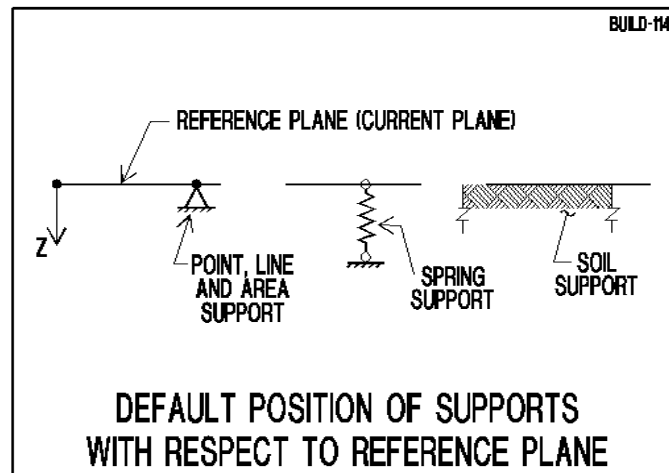 BUILD-114
REFERENCE PLANE (CURRENT PLANE)
Z
POINT, LINE
AND AREA
SUPPORT
SPRING
SUPPORT
SOIL
SUPPORT
DEFAULT POSITION OF SUPPORTS
WITH RESPECT TO REFERENCE PLANE